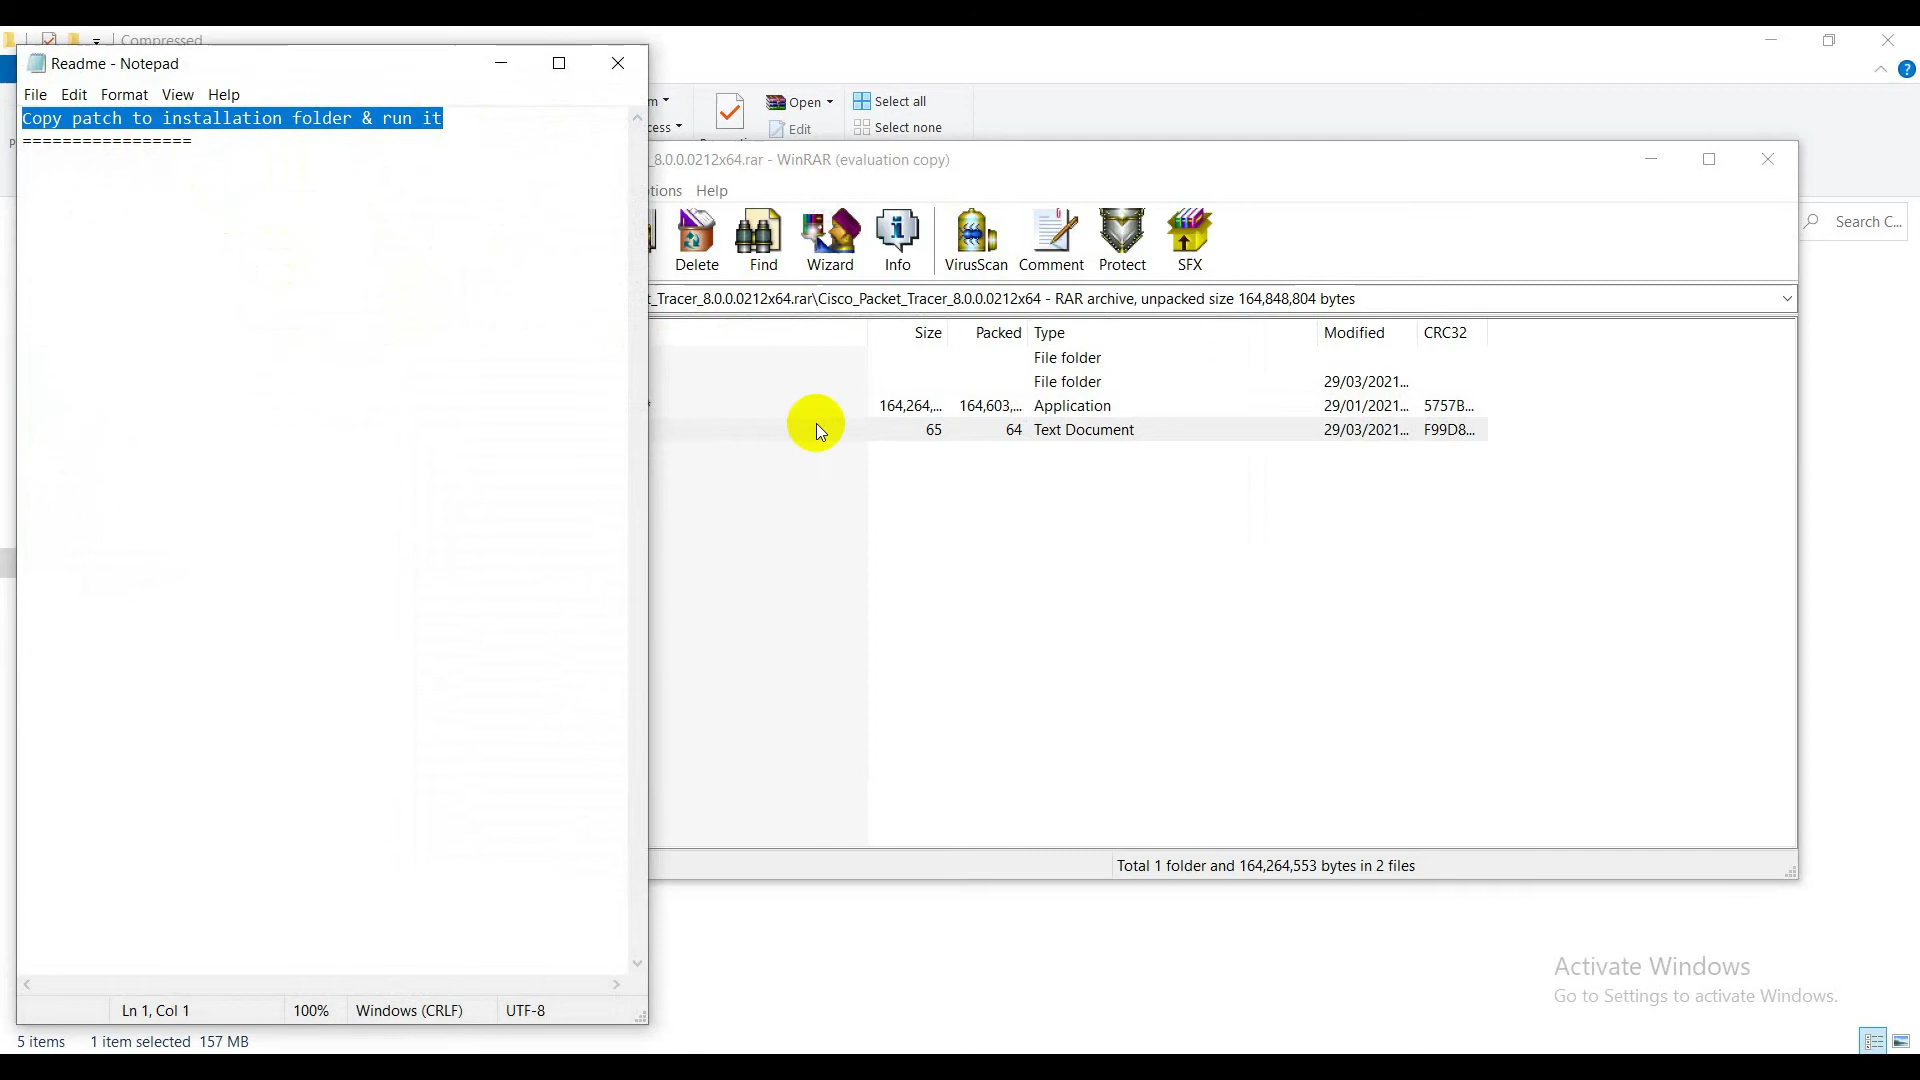 Compressed
Readme - Notepad
File Edit Format View Help
Copy patch to installation folder & run it
=================
Open
Select all
Edit
Select none
_8.0.0.0212x64.rar - WinRAR (evaluation copy)
Help
Search C...
Delete Find Wizard Info VirusScan Comment Protect SFX
t_Tracer_8.0.0.0212x64.rar\Cisco_Packet_Tracer_8.0.0.0212x64 - RAR archive, unpacked size 164,848,804 bytes
Size Packed Type Modified CRC32
File folder
File folder 29/03/2021...
164,264,... 164,603,... Application 29/01/2021... 5757B...
65 64 Text Document 29/03/2021... F99D8...
Total 1 folder and 164,264,553 bytes in 2 files
Activate Windows
Go to Settings to activate Windows.
Ln 1, Col 1 100% Windows (CRLF) UTF-8
5 items 1 item selected 157 MB